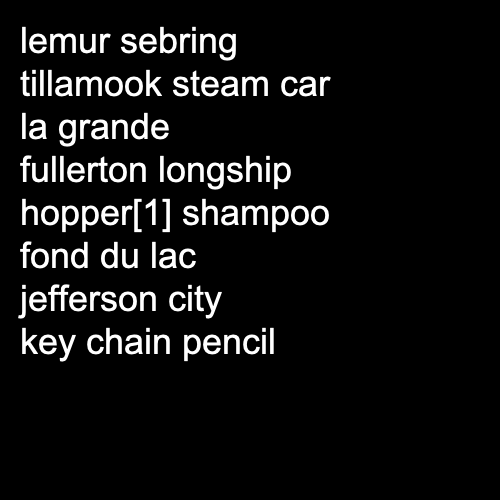 lemur sebring
tillamook steam car
la grande
fullerton longship
hopper[1] shampoo
fond du lac
jefferson city
key chain pencil